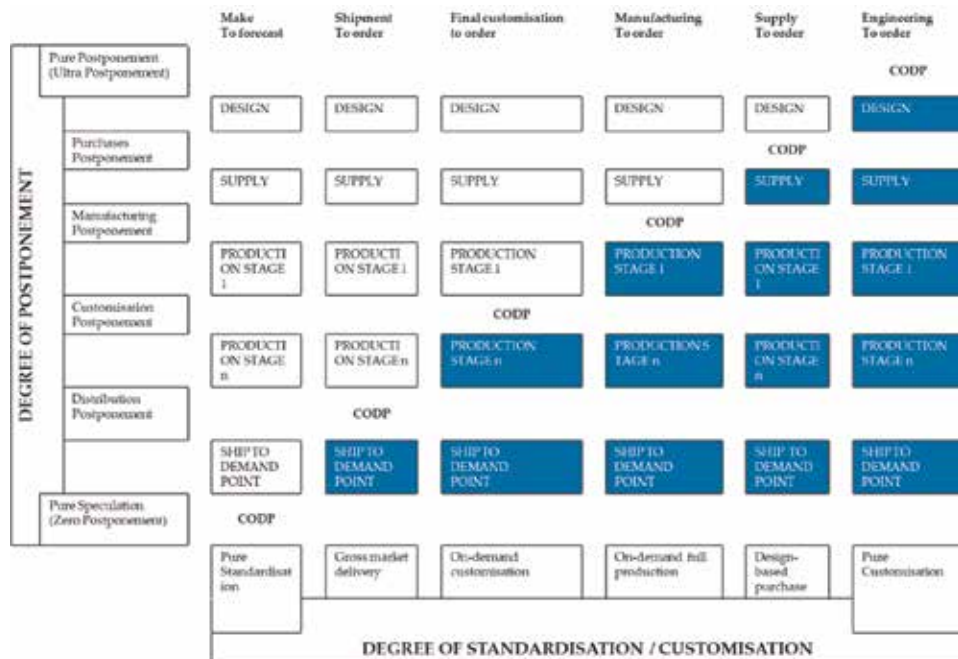 Make
To forecast
Shipment
To order
Final customisation
to order
Manufacturing
To order
Supply
To order
Engineering
To order
Pure Postponement
(Ultra Postponement)
CODP
DESIGN
DESIGN
DESIGN
DESIGN
DESIGN
DESIGN
Purchases
Postponement
CODP
SUPPLY
SUPPLY
SUPPLY
SUPPLY
SUPPLY
SUPPLY
Manufacturing
Postponement
CODP
PRODUCTI
ON STAGE
1
PRODUCTI
ON STAGE 1
PRODUCTION
STAGE 1
PRODUCTION
STAGE 1
PRODUCTI
ON STAGE
1
PRODUCTION
STAGE 1
Customisation
Postponement
CODP
PRODUCTI
ON STAGE
n
PRODUCTI
ON STAGE n
PRODUCTION
STAGE n
PRODUCTION S
TAGE n
PRODUCTI
ON STAGE
n
PRODUCTION
STAGE n
Distribution
Postponement
CODP
SHIP TO
DEMAND
POINT
SHIP TO
DEMAND
POINT
SHIP TO
DEMAND
POINT
SHIP TO
DEMAND
POINT
SHIP TO
DEMAND
POINT
SHIP TO
DEMAND
POINT
Pure Speculation
(Zero Postponement)
CODP
DEGREE OF POSTPONEMENT
Pure
Standardisat
ion
Gross market
delivery
On-demand
customisation
On-demand full
production
Design-
based
purchase
Pure
Customisation
DEGREE OF STANDARDISATION / CUSTOMISATION